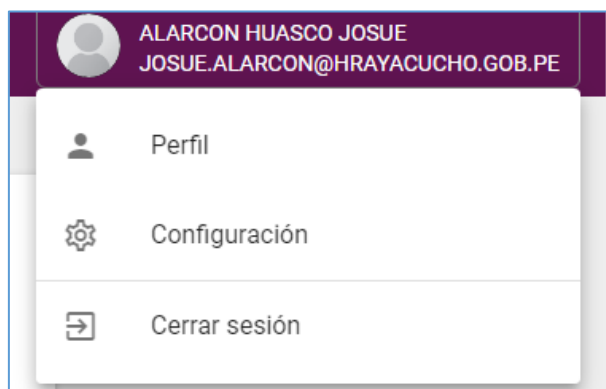 ALARCON HUASCO JOSUE
JOSUE.ALARCON@HRAYACUCHO.GOB.PE
Perfil
Configuración
Cerrar sesión